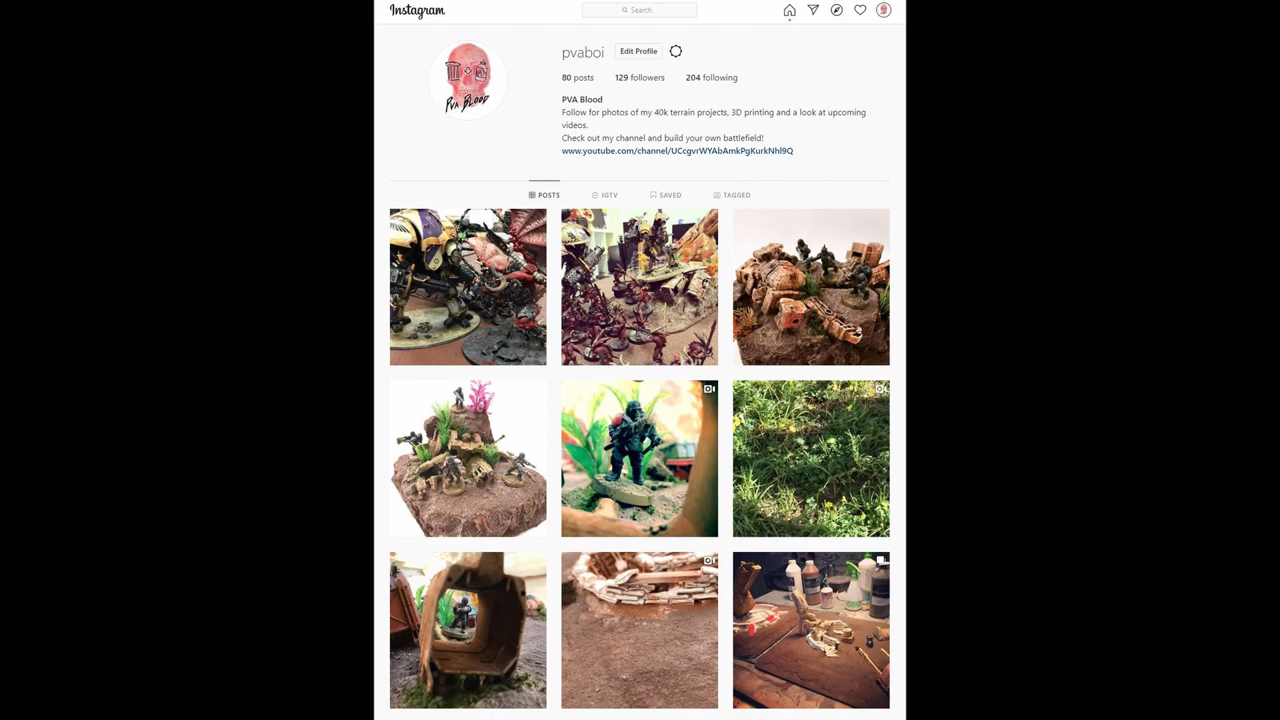 Instagram
Search
pvaboi Edit Profile
80 posts 129 followers 204 following
PVA Blood
Follow for photos of my 40k terrain projects, 3D printing and a look at upcoming
videos.
Check out my channel and build your own battlefield!
www.youtube.com/channel/UCcgvrWYAbAmkPgKurkNhl9Q
PVA BLOOD
POSTS IGTV SAVED TAGGED